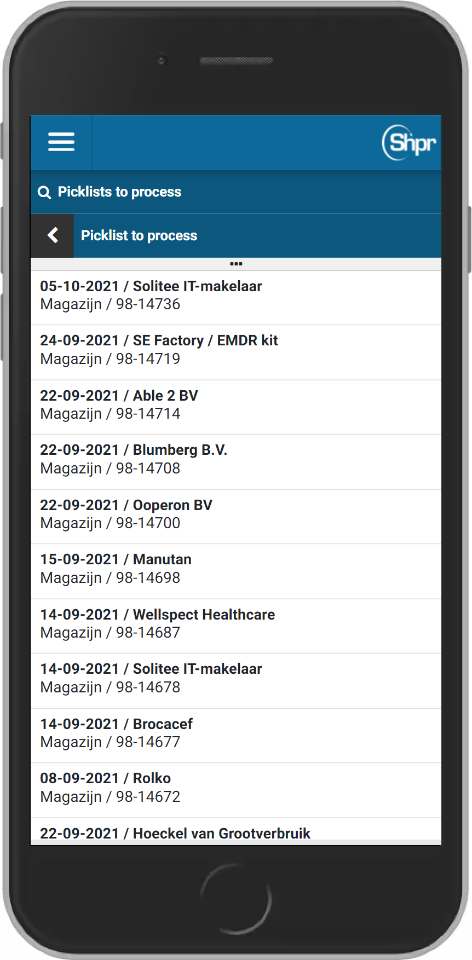 Shpr
Picklists to process
Picklist to process
•••
05-10-2021 / Solitee IT-makelaar
Magazijn / 98-14736
24-09-2021 / SE Factory / EMDR kit
Magazijn / 98-14719
22-09-2021 / Able 2 BV
Magazijn / 98-14714
22-09-2021 / Blumberg B.V.
Magazijn / 98-14708
22-09-2021 / Ooperon BV
Magazijn / 98-14700
15-09-2021 / Manutan
Magazijn / 98-14698
14-09-2021 / Wellspect Healthcare
Magazijn / 98-14687
14-09-2021 / Solitee IT-makelaar
Magazijn / 98-14678
14-09-2021 / Brocacef
Magazijn / 98-14677
08-09-2021 / Rolko
Magazijn / 98-14672
22-09-2021 / Hoeckel van Grootverbruik